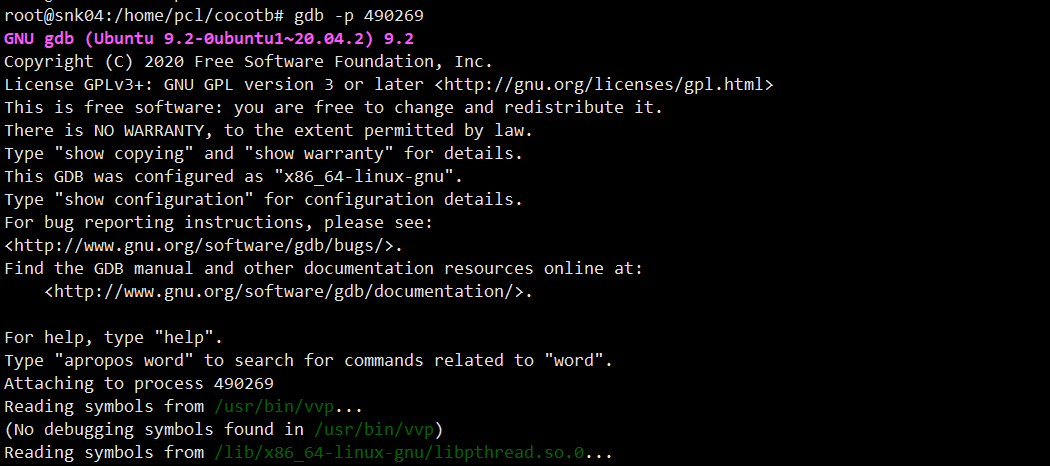 root@snk04:/home/pcl/cocotb# gdb -p 490269
GNU gdb (Ubuntu 9.2-0ubuntu1~20.04.2) 9.2
Copyright (C) 2020 Free Software Foundation, Inc.
License GPLv3+: GNU GPL version 3 or later <http://gnu.org/licenses/gpl.html>
This is free software: you are free to change and redistribute it.
There is NO WARRANTY, to the extent permitted by law.
Type "show copying" and "show warranty" for details.
This GDB was configured as "x86_64-linux-gnu".
Type "show configuration" for configuration details.
For bug reporting instructions, please see:
<http://www.gnu.org/software/gdb/bugs/>.
Find the GDB manual and other documentation resources online at:
    <http://www.gnu.org/software/gdb/documentation/>.

For help, type "help".
Type "apropos word" to search for commands related to "word".
Attaching to process 490269
Reading symbols from /usr/bin/vvp...
(No debugging symbols found in /usr/bin/vvp)
Reading symbols from /lib/x86_64-linux-gnu/libpthread.so.0...